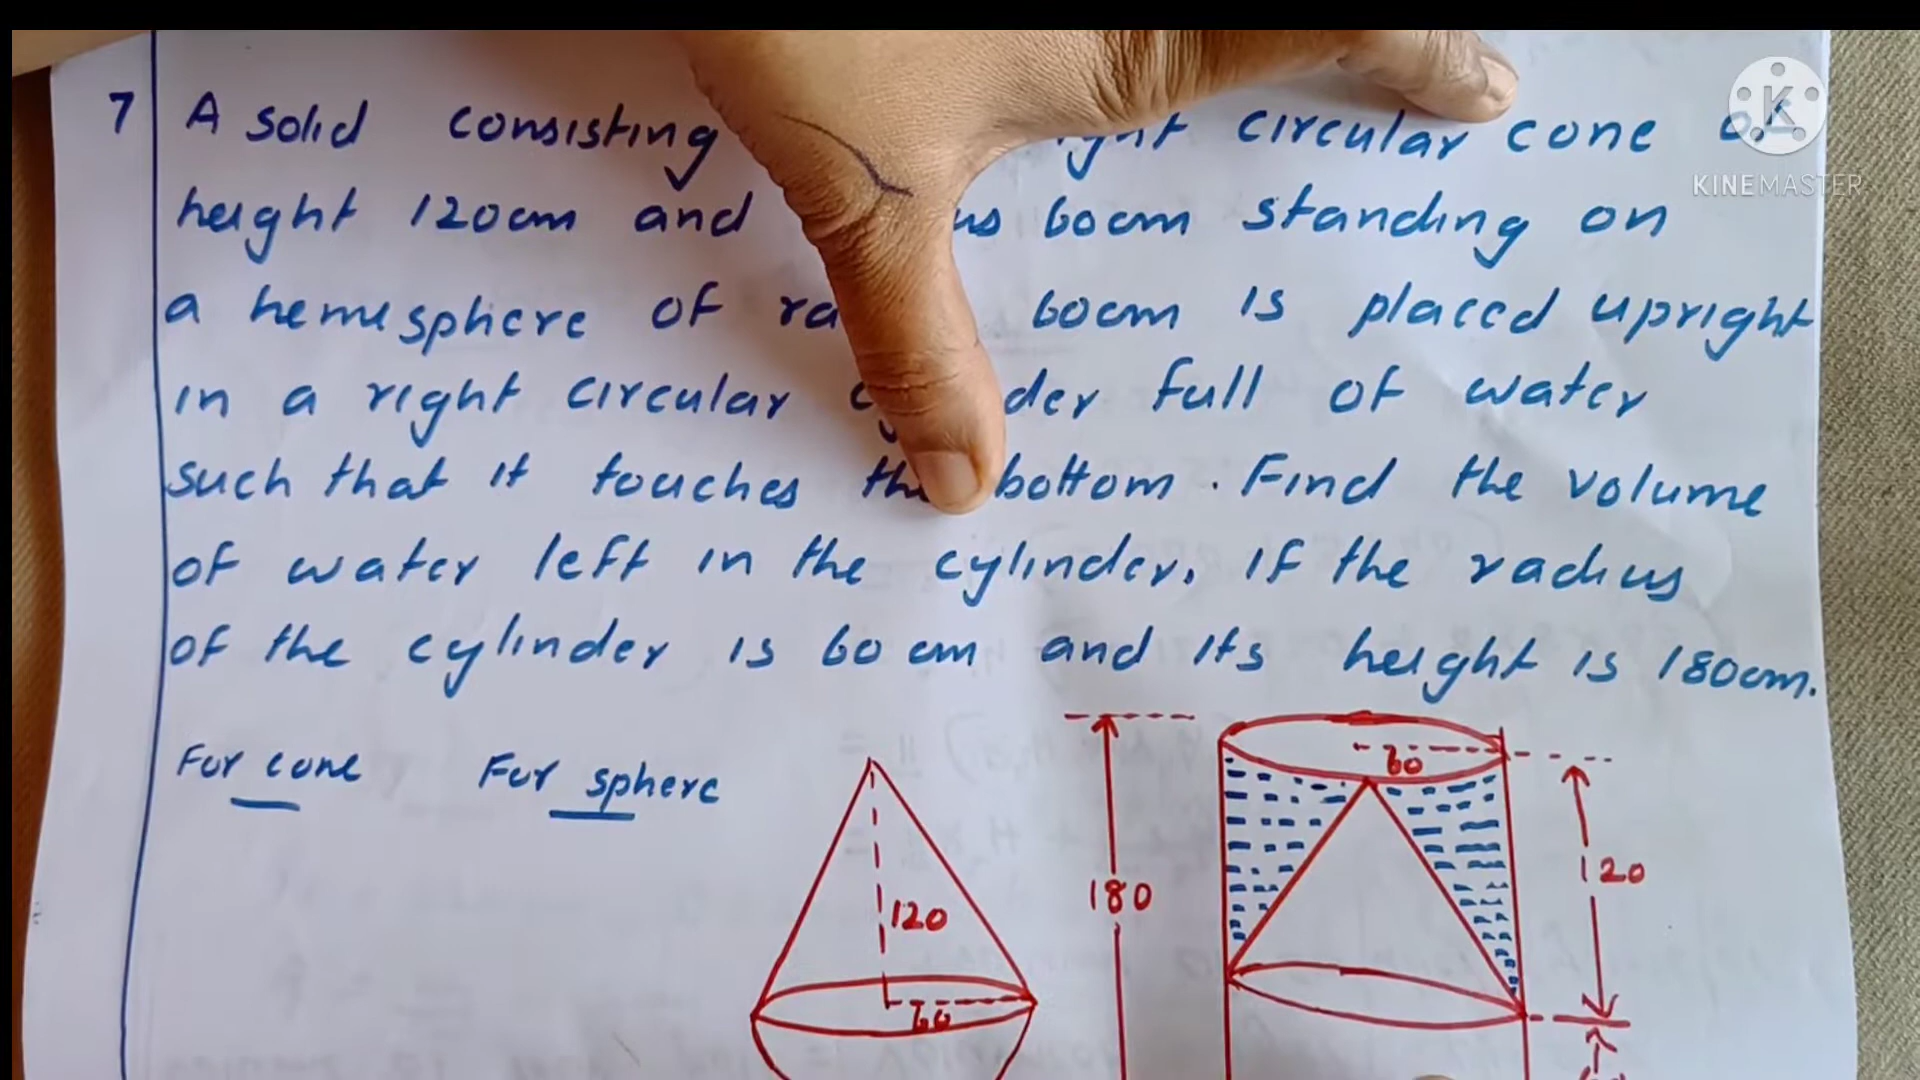 7 A solid consisting circular cone of
height 120cm and 60cm standing on
a hemisphere of 60cm is placed upright
in a right circular full of water
such that it touches the bottom. Find the volume
of water left in the cylinder, if the radius
of the cylinder is 60 cm and its height is 180cm.
For cone For sphere
120
60
180
60
120
K
KINEMASTER